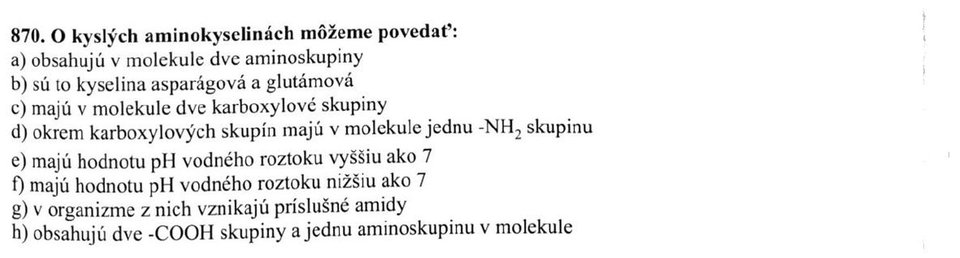 870. O kyslých aminokyselinách môžeme povedať:
a) obsahujú v molekule dve aminoskupiny
b) sú to kyselina asparágová a glutámová
c) majú v molekule dve karboxylové skupiny
d) okrem karboxylových skupín majú v molekule jednu -NH₂ skupinu
e) majú hodnotu pH vodného roztoku vyššiu ako 7
f) majú hodnotu pH vodného roztoku nižšiu ako 7
g) v organizme z nich vznikajú príslušné amidy
h) obsahujú dve -COOH skupiny a jednu aminoskupinu v molekule